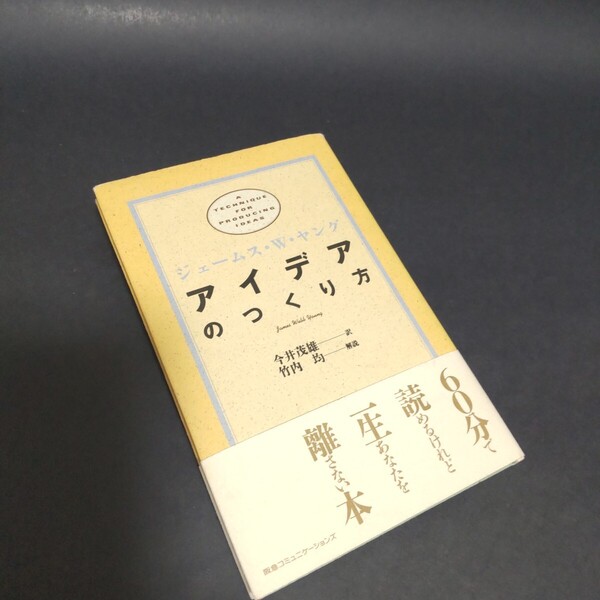 A
TECHNIQUE
FOR
PRODUCING
IDEAS
ジェームス・W・ヤング
アイデア
のつくり方
James Webb Young
今井茂雄──訳
竹内 均──解説
60分で
読めるけれど
一生あなたを
離さない本
阪急コミュニケーションズ